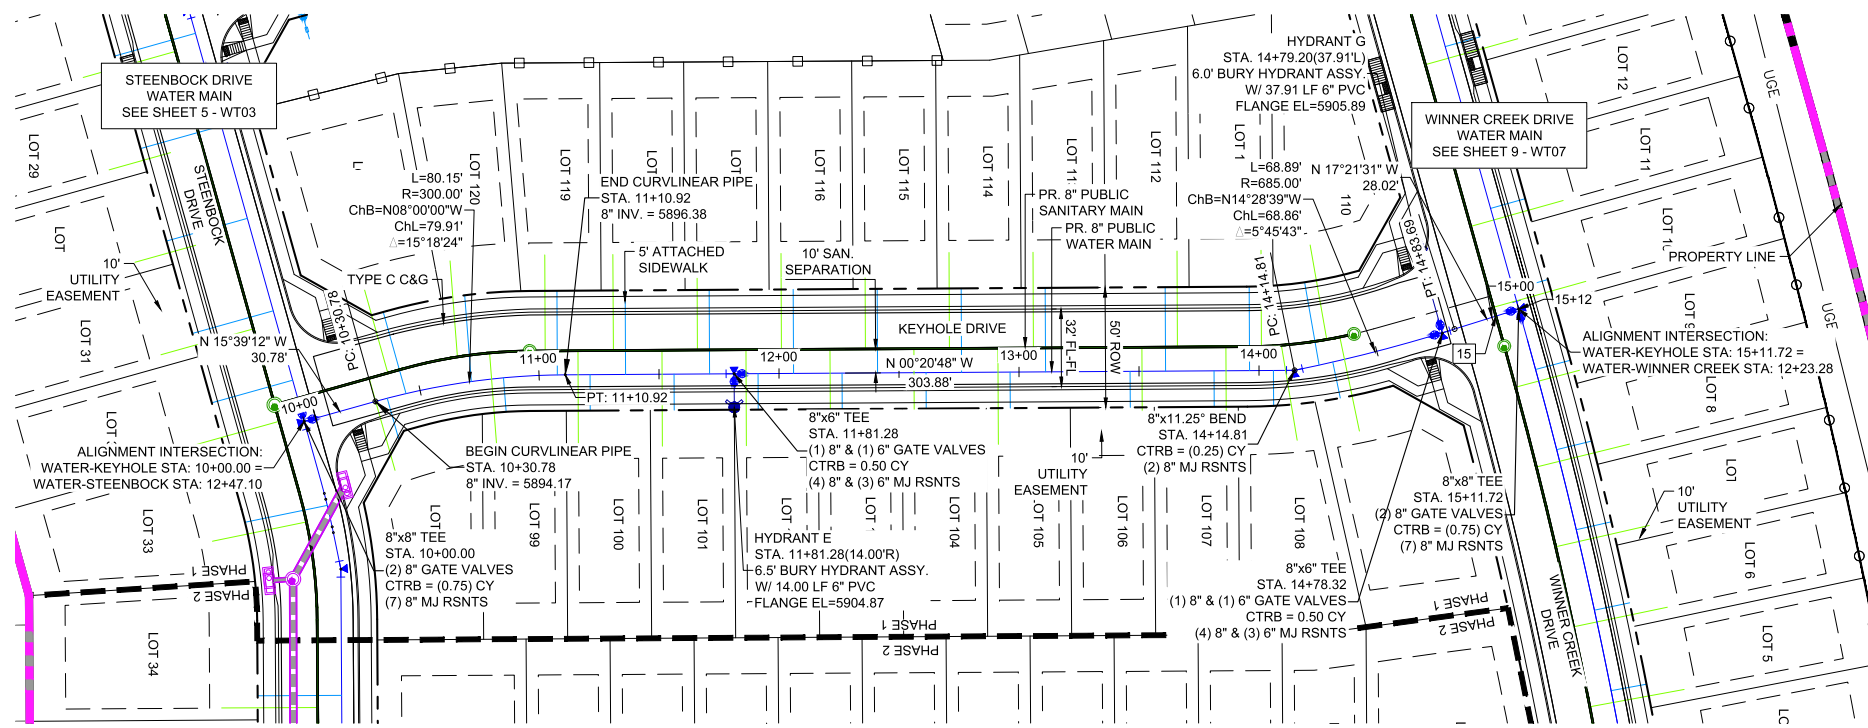 STEENBOCK DRIVE
WATER MAIN
SEE SHEET 5 - WT03
HYDRANT G
STA. 14+79.20(37.91'L)
6.0' BURY HYDRANT ASSY.
W/ 37.91 LF 6" PVC
FLANGE EL=5905.89
WINNER CREEK DRIVE
WATER MAIN
SEE SHEET 9 - WT07
LOT 12
LOT 11
UGE
UGE
LOT 29
LOT
LOT 31
LOT 33
LOT 34
STEENBOCK
DRIVE
LOT 120
LOT 119
LOT 116
LOT 115
LOT 114
LOT 112
LOT 1
110
L=80.15'
R=300.00'
ChB=N08°00'00"W
ChL=79.91'
△=15°18'24"
END CURVLINEAR PIPE
STA. 11+10.92
8" INV. = 5896.38
PR. 8" PUBLIC
SANITARY MAIN
PR. 8" PUBLIC
WATER MAIN
L=68.89'
R=685.00'
ChB=N14°28'39"W
ChL=68.86'
△=5°45'43"
N 17°21'31" W
28.02'
10'
UTILITY
EASEMENT
TYPE C C&G
5' ATTACHED
SIDEWALK
10' SAN.
SEPARATION
PROPERTY LINE
PC: 10+30.78
PC: 14+14.81
PT: 14+83.69
N 15°39'12" W
30.78'
10+00
11+00
12+00
13+00
14+00
15+00
15+12
15
KEYHOLE DRIVE
N 00°20'48" W
303.88'
32' FL-FL
50' ROW
PT: 11+10.92
ALIGNMENT INTERSECTION:
WATER-KEYHOLE STA: 15+11.72 =
WATER-WINNER CREEK STA: 12+23.28
LOT 8
LOT 6
LOT 5
ALIGNMENT INTERSECTION:
WATER-KEYHOLE STA: 10+00.00 =
WATER-STEENBOCK STA: 12+47.10
BEGIN CURVLINEAR PIPE
STA. 10+30.78
8" INV. = 5894.17
8"x6" TEE
STA. 11+81.28
(1) 8" & (1) 6" GATE VALVES
CTRB = 0.50 CY
(4) 8" & (3) 6" MJ RSNTS
8"x11.25° BEND
STA. 14+14.81
CTRB = (0.25) CY
(2) 8" MJ RSNTS
10'
UTILITY
EASEMENT
8"x8" TEE
STA. 15+11.72
(2) 8" GATE VALVES
CTRB = (0.75) CY
(7) 8" MJ RSNTS
10'
UTILITY
EASEMENT
8"x8" TEE
STA. 10+00.00
(2) 8" GATE VALVES
CTRB = (0.75) CY
(7) 8" MJ RSNTS
HYDRANT E
STA. 11+81.28(14.00'R)
6.5' BURY HYDRANT ASSY.
W/ 14.00 LF 6" PVC
FLANGE EL=5904.87
8"x6" TEE
STA. 14+78.32
(1) 8" & (1) 6" GATE VALVES
CTRB = 0.50 CY
(4) 8" & (3) 6" MJ RSNTS
LOT 99
LOT 100
LOT 101
LOT 104
LOT 105
LOT 106
LOT 107
LOT 108
PHASE 1
PHASE 2
PHASE 1
PHASE 2
PHASE 1
PHASE 2
WINNER CREEK
DRIVE